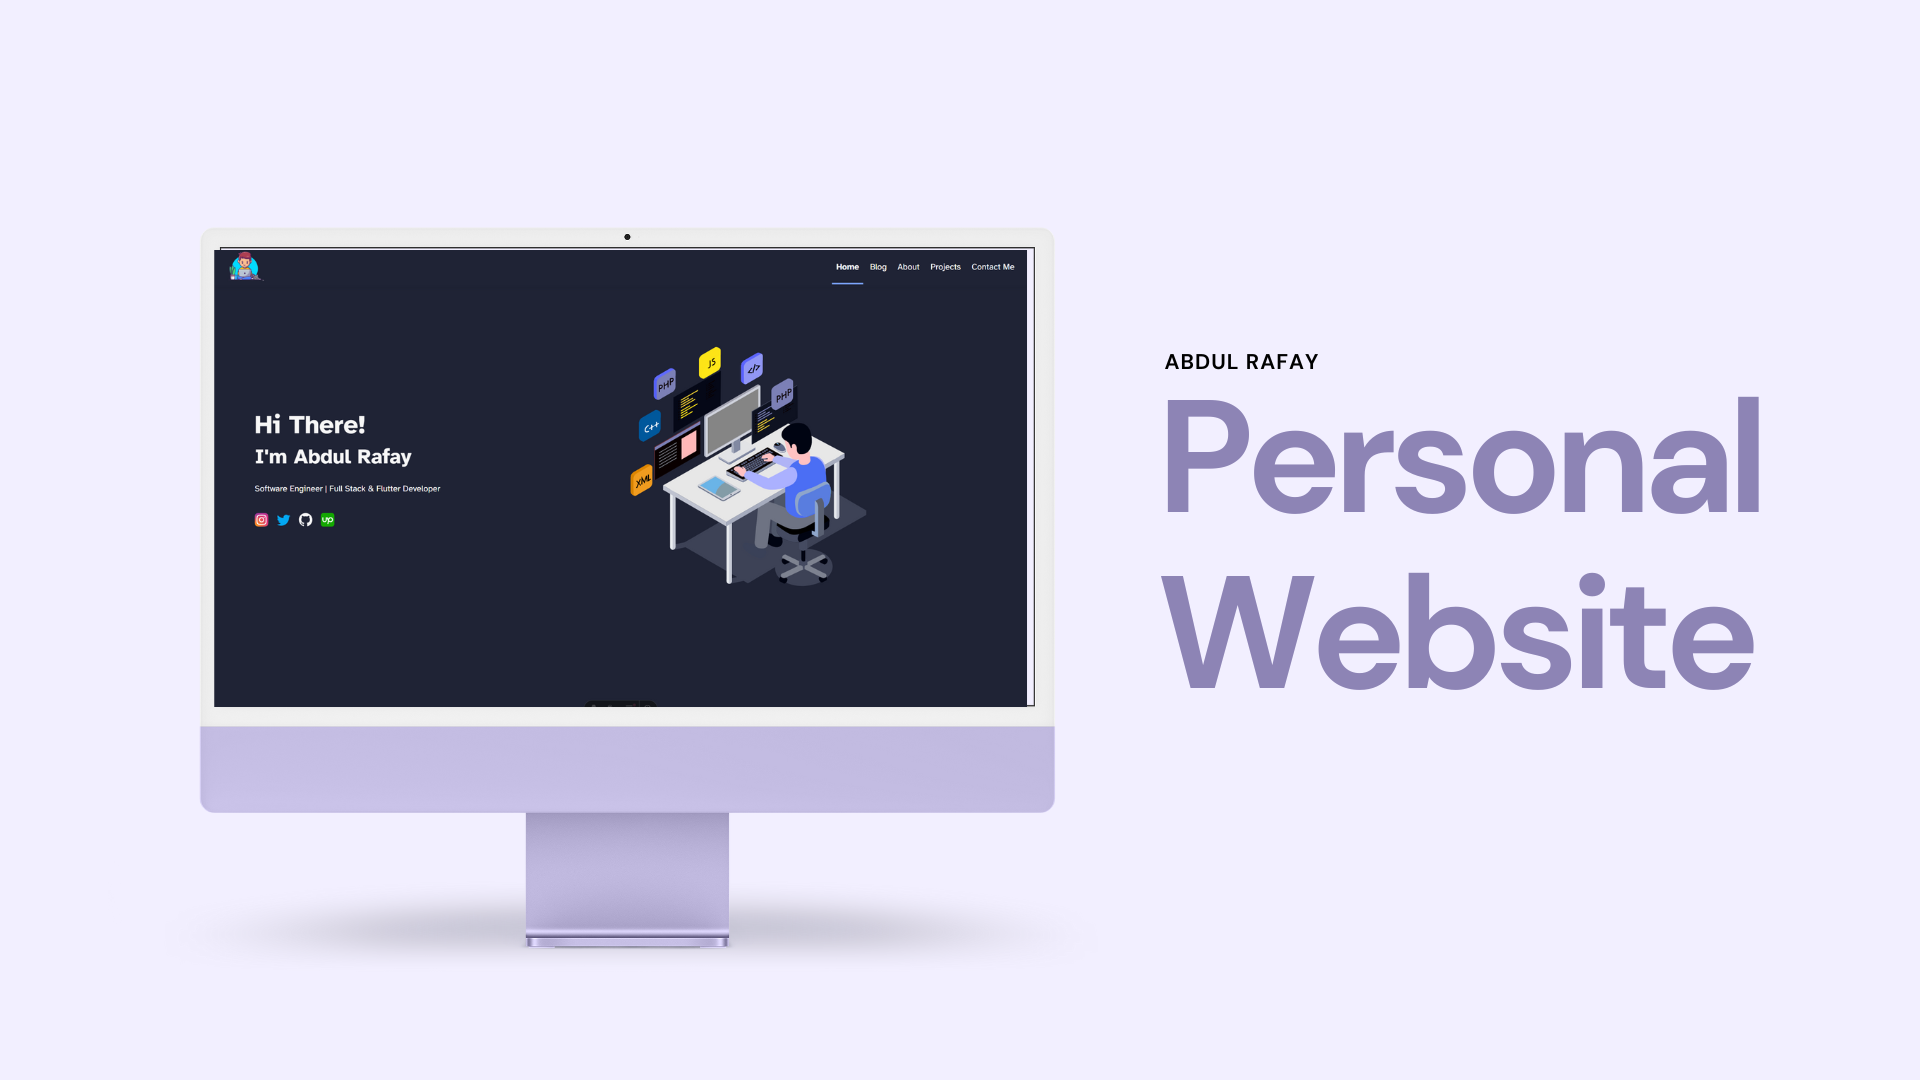 Home Blog About Projects Contact Me
Hi There!
I'm Abdul Rafay
Software Engineer | Full Stack & Flutter Developer
up
JS
</>
PHP
PHP
C++
XML
ABDUL RAFAY
Personal
Website